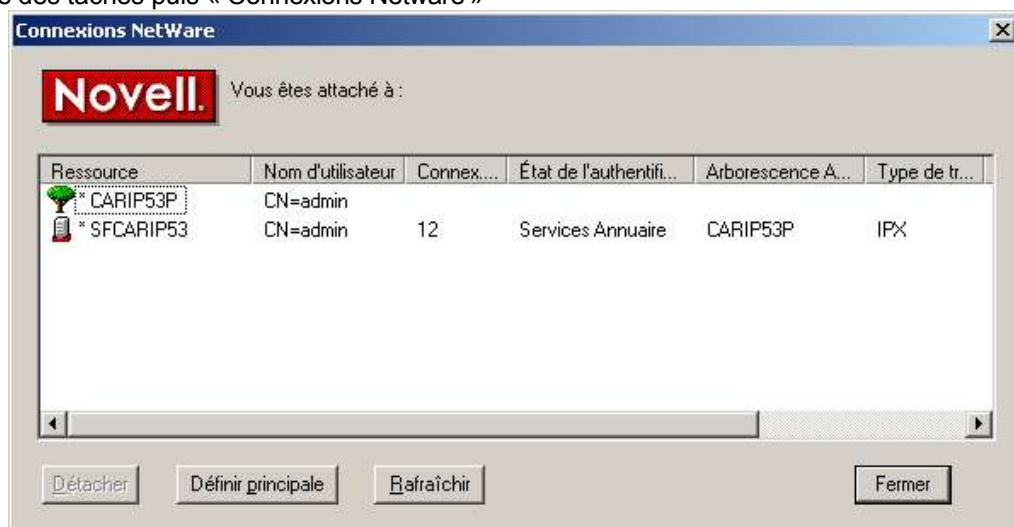 des tâches puis « Connexions Netware »
Connexions NetWare
Novell. Vous êtes attaché à :
Ressource Nom d'utilisateur Connex.... État de l'authentifi... Arborescence A... Type de tr...
* CARIP53P CN=admin
* SFCARIP53 CN=admin 12 Services Annuaire CARIP53P IPX
Détacher Définir principale Rafraîchir Fermer